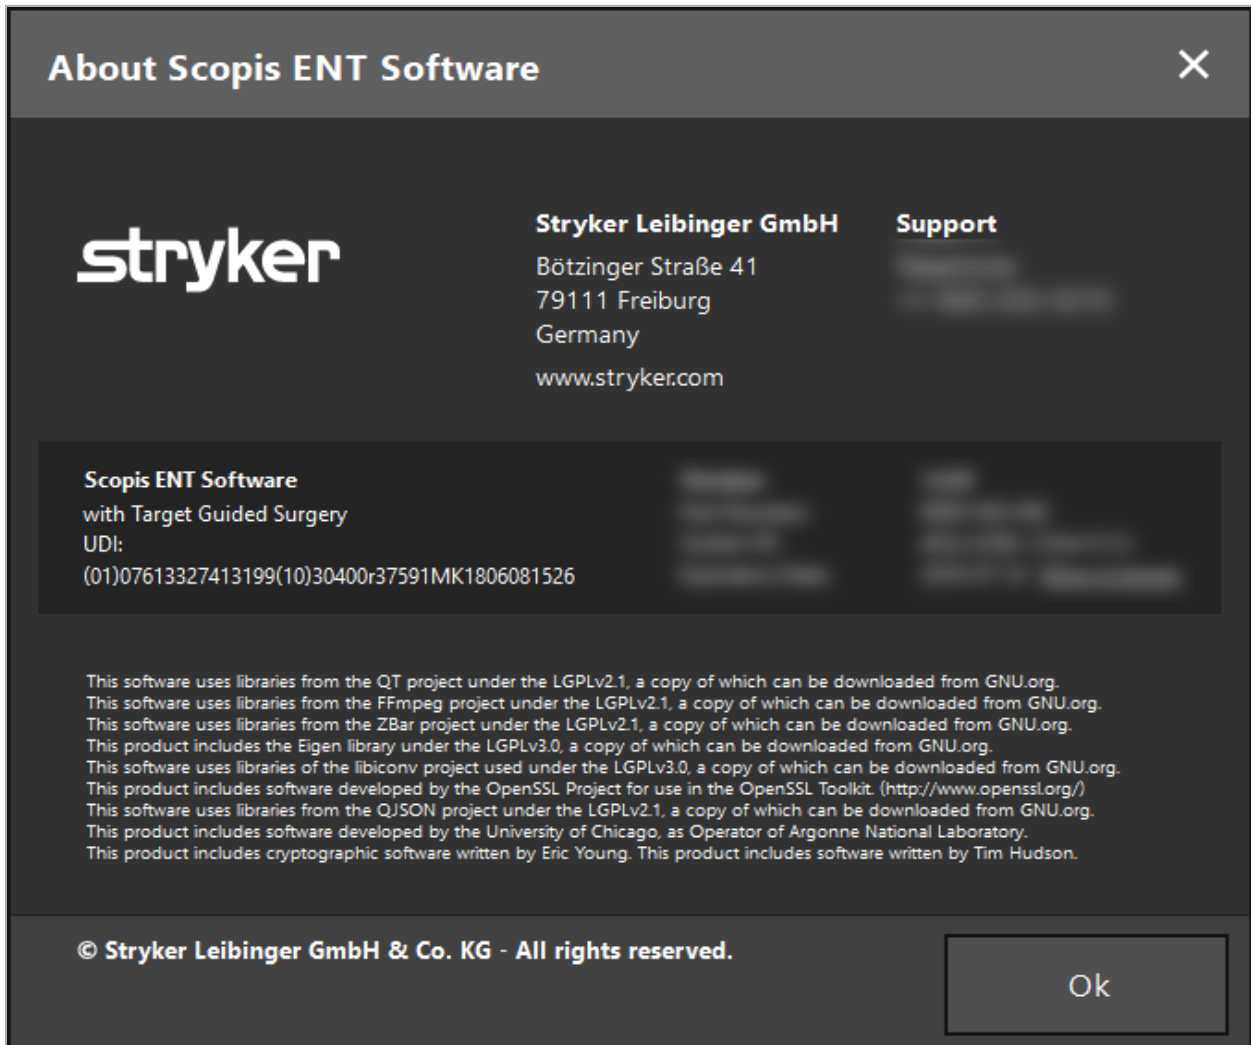 About Scopis ENT Software
stryker
Stryker Leibinger GmbH
Bötzinger Straße 41
79111 Freiburg
Germany
www.stryker.com
Support
Scopis ENT Software
with Target Guided Surgery
UDI:
(01)07613327413199(10)30400r37591MK1806081526
This software uses libraries from the QT project under the LGPLv2.1, a copy of which can be downloaded from GNU.org.
This software uses libraries from the FFmpeg project under the LGPLv2.1, a copy of which can be downloaded from GNU.org.
This software uses libraries from the ZBar project under the LGPLv2.1, a copy of which can be downloaded from GNU.org.
This product includes the Eigen library under the LGPLv3.0, a copy of which can be downloaded from GNU.org.
This software uses libraries of the libiconv project used under the LGPLv3.0, a copy of which can be downloaded from GNU.org.
This product includes software developed by the OpenSSL Project for use in the OpenSSL Toolkit. (http://www.openssl.org/)
This software uses libraries from the QJSON project under the LGPLv2.1, a copy of which can be downloaded from GNU.org.
This product includes software developed by the University of Chicago, as Operator of Argonne National Laboratory.
This product includes cryptographic software written by Eric Young. This product includes software written by Tim Hudson.
© Stryker Leibinger GmbH & Co. KG - All rights reserved.
Ok